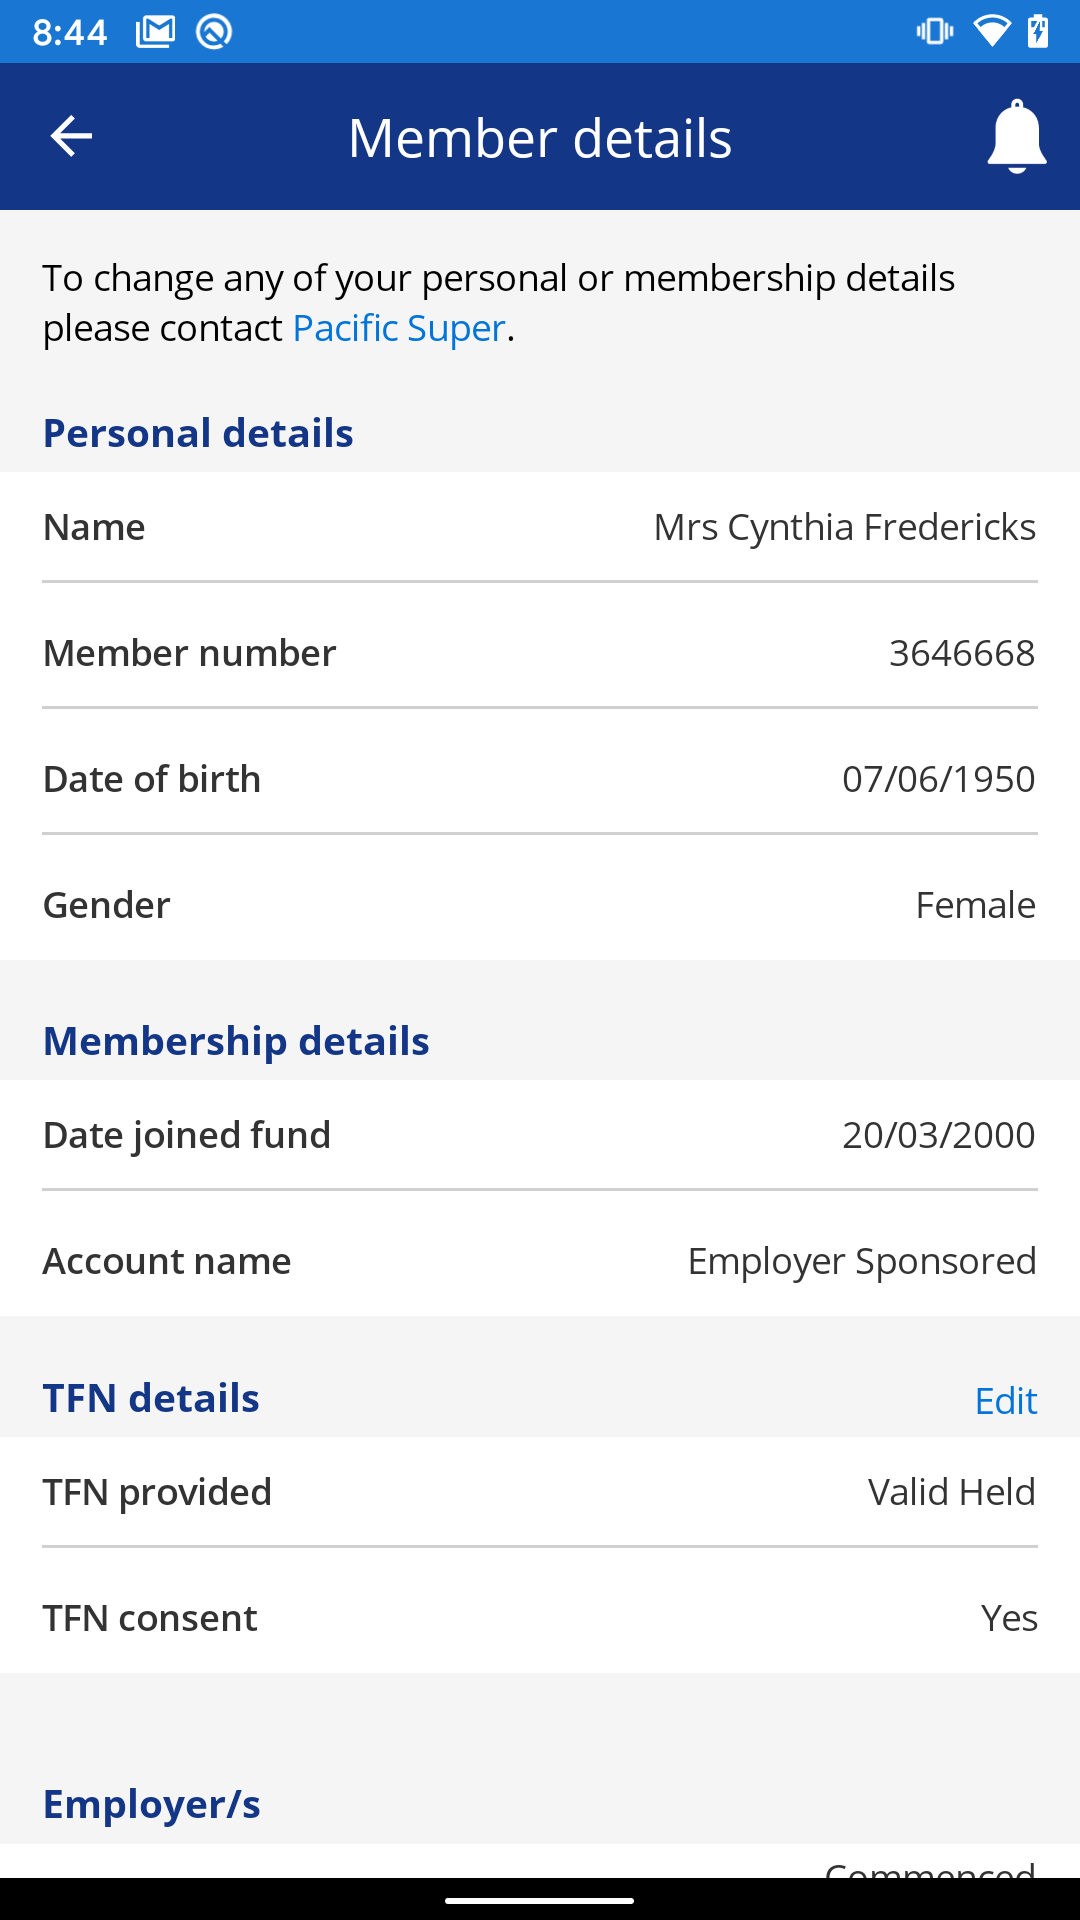 8:44
Member details
To change any of your personal or membership details
please contact Pacific Super.
Personal details
Name Mrs Cynthia Fredericks
Member number 3646668
Date of birth 07/06/1950
Gender Female
Membership details
Date joined fund 20/03/2000
Account name Employer Sponsored
TFN details Edit
TFN provided Valid Held
TFN consent Yes
Employer/s
Commenced